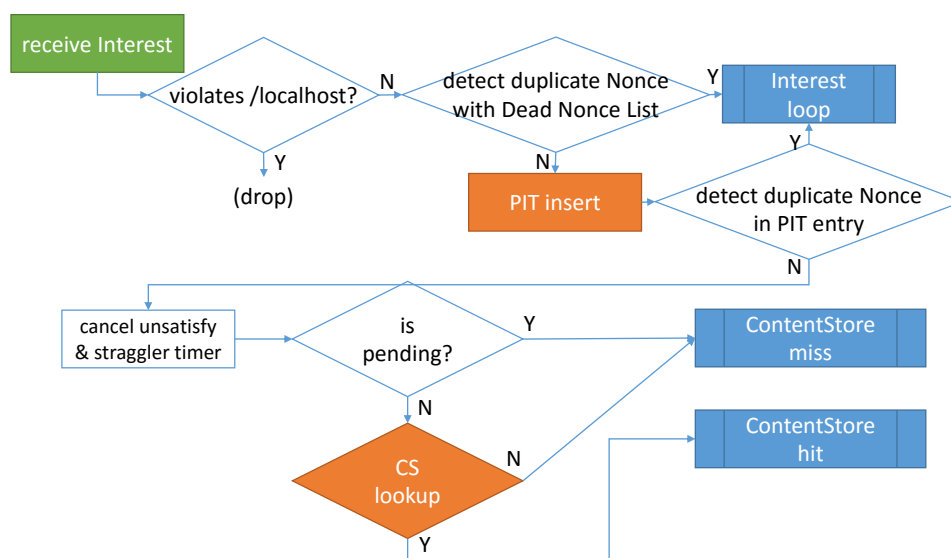 receive Interest
violates /localhost?
N
detect duplicate Nonce
with Dead Nonce List
Y
Interest
loop
Y
(drop)
N
PIT insert
Y
detect duplicate Nonce
in PIT entry
N
cancel unsatisfy
& straggler timer
is
pending?
Y
ContentStore
miss
N
CS
lookup
N
ContentStore
hit
Y